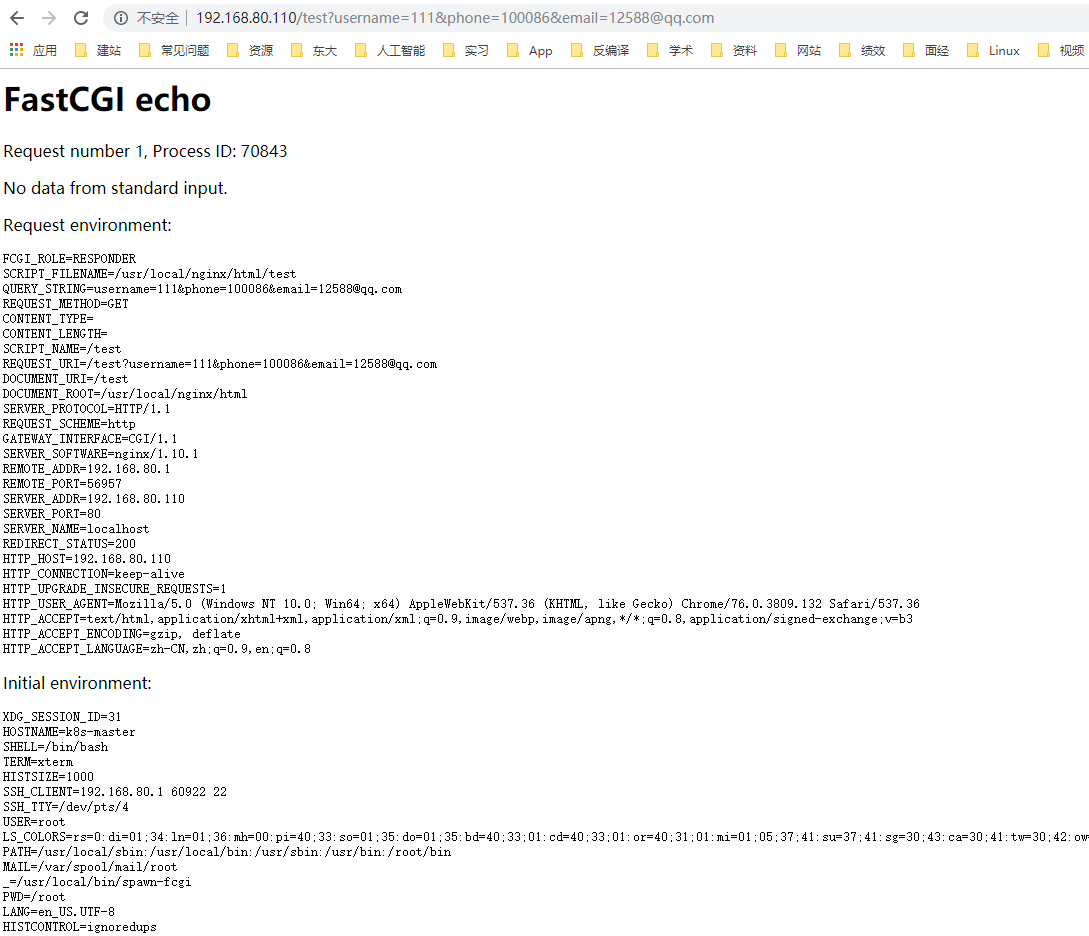 不安全 192.168.80.110/test?username=111&phone=100086&email=12588@qq.com
应用 建站 常见问题 资源 东大 人工智能 实习 App 反编译 学术 资料 网站 绩效 面经 Linux 视频
FastCGI echo
Request number 1, Process ID: 70843
No data from standard input.
Request environment:
FCGI_ROLE=RESPONDER
SCRIPT_FILENAME=/usr/local/nginx/html/test
QUERY_STRING=username=111&phone=100086&email=12588@qq.com
REQUEST_METHOD=GET
CONTENT_TYPE=
CONTENT_LENGTH=
SCRIPT_NAME=/test
REQUEST_URI=/test?username=111&phone=100086&email=12588@qq.com
DOCUMENT_URI=/test
DOCUMENT_ROOT=/usr/local/nginx/html
SERVER_PROTOCOL=HTTP/1.1
REQUEST_SCHEME=http
GATEWAY_INTERFACE=CGI/1.1
SERVER_SOFTWARE=nginx/1.10.1
REMOTE_ADDR=192.168.80.1
REMOTE_PORT=56957
SERVER_ADDR=192.168.80.110
SERVER_PORT=80
SERVER_NAME=localhost
REDIRECT_STATUS=200
HTTP_HOST=192.168.80.110
HTTP_CONNECTION=keep-alive
HTTP_UPGRADE_INSECURE_REQUESTS=1
HTTP_USER_AGENT=Mozilla/5.0 (Windows NT 10.0; Win64; x64) AppleWebKit/537.36 (KHTML, like Gecko) Chrome/76.0.3809.132 Safari/537.36
HTTP_ACCEPT=text/html,application/xhtml+xml,application/xml;q=0.9,image/webp,image/apng,*/*;q=0.8,application/signed-exchange;v=b3
HTTP_ACCEPT_ENCODING=gzip, deflate
HTTP_ACCEPT_LANGUAGE=zh-CN,zh;q=0.9,en;q=0.8
Initial environment:
XDG_SESSION_ID=31
HOSTNAME=k8s-master
SHELL=/bin/bash
TERM=xterm
HISTSIZE=1000
SSH_CLIENT=192.168.80.1 60922 22
SSH_TTY=/dev/pts/4
USER=root
LS_COLORS=rs=0:di=01;34:ln=01;36:mh=00:pi=40;33:so=01;35:do=01;35:bd=40;33;01:cd=40;33;01:or=40;31;01:mi=01;05;37;41:su=37;41:sg=30;43:ca=30;41:tw=30;42:ow=
PATH=/usr/local/sbin:/usr/local/bin:/usr/sbin:/usr/bin:/root/bin
MAIL=/var/spool/mail/root
_=/usr/local/bin/spawn-fcgi
PWD=/root
LANG=en_US.UTF-8
HISTCONTROL=ignoredups